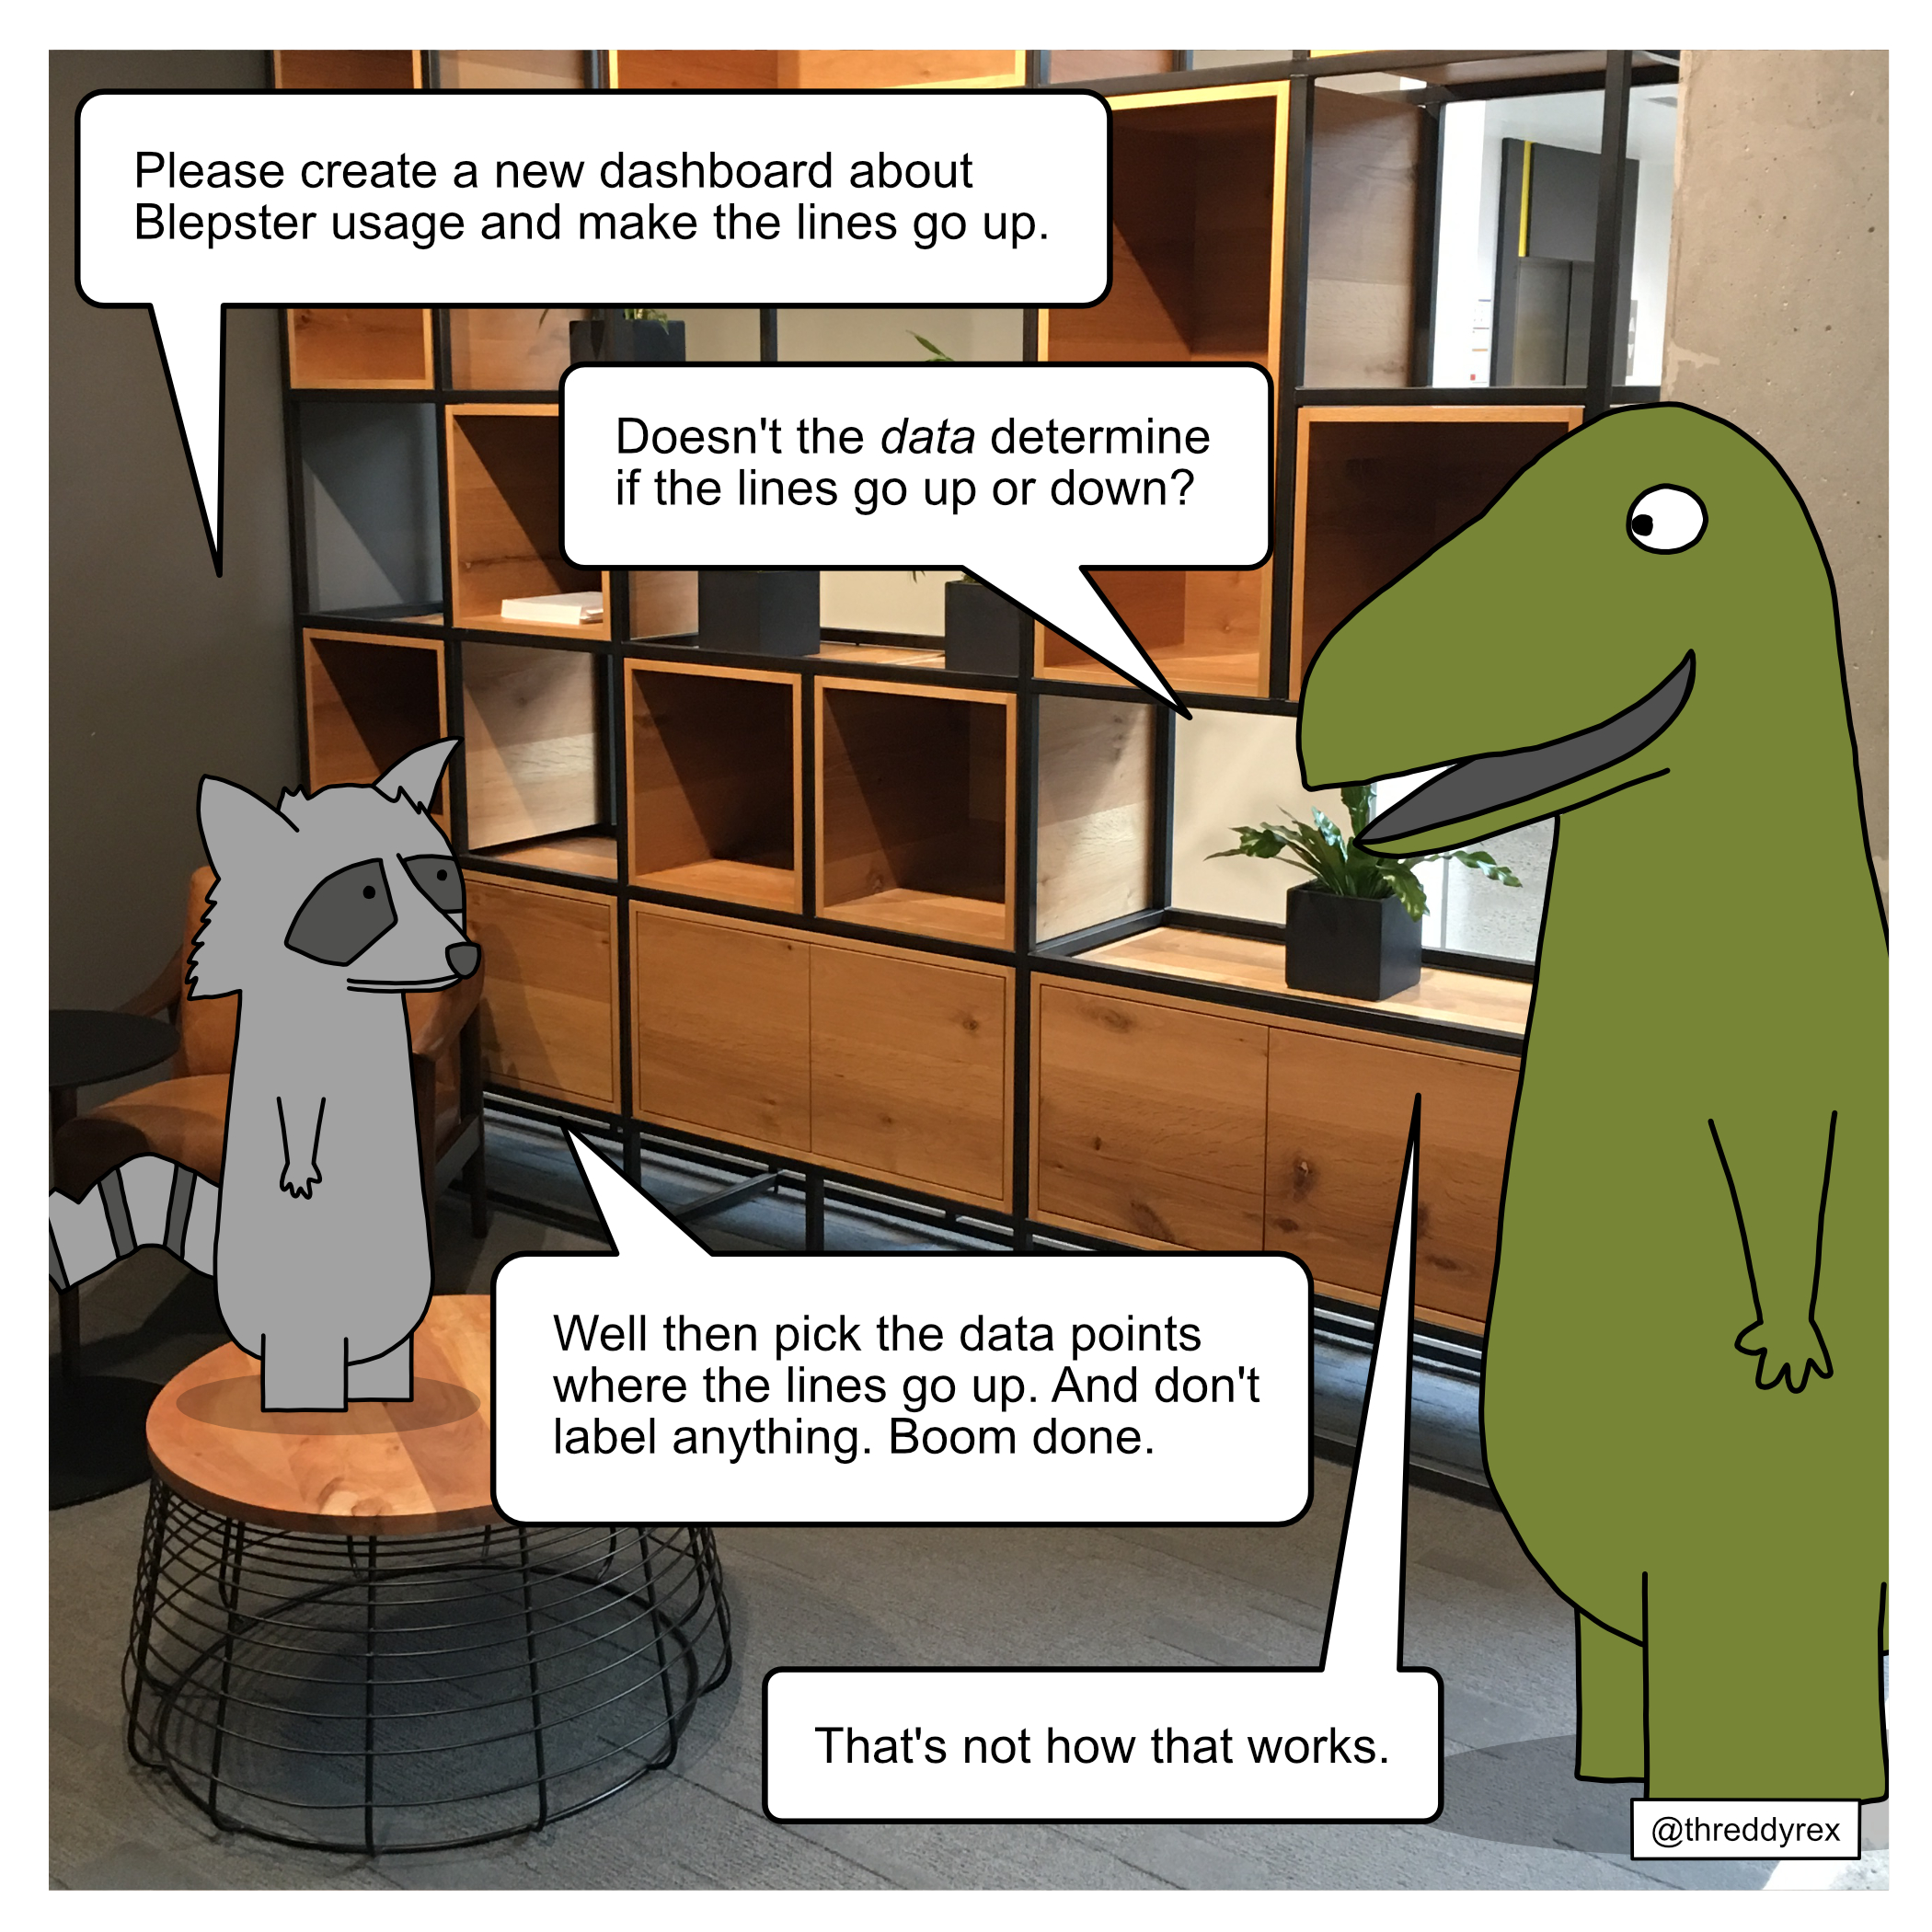 Please create a new dashboard about
Blepster usage and make the lines go up.
Doesn't the data determine
if the lines go up or down?
Well then pick the data points
where the lines go up. And don't
label anything. Boom done.
That's not how that works.
@threddyrex